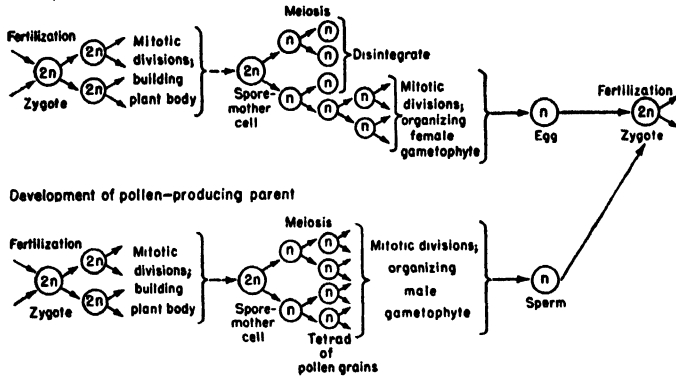 Fertilization
2n
Zygote
2n
2n
Mitotic
divisions;
building
plant body
2n
Spore-
mother
cell
Meiosis
n
n
n
n
n
n
Disintegrate
n
n
Mitotic
divisions;
organizing
female
gametophyte
n
Egg
Fertilization
2n
Zygote
Development of pollen-producing parent
Fertilization
2n
Zygote
2n
2n
Mitotic
divisions;
building
plant body
2n
Spore-
mother
cell
Meiosis
n
n
n
n
n
n
Tetrad
of
pollen grains
Mitotic divisions;
organizing
male
gametophyte
n
Sperm